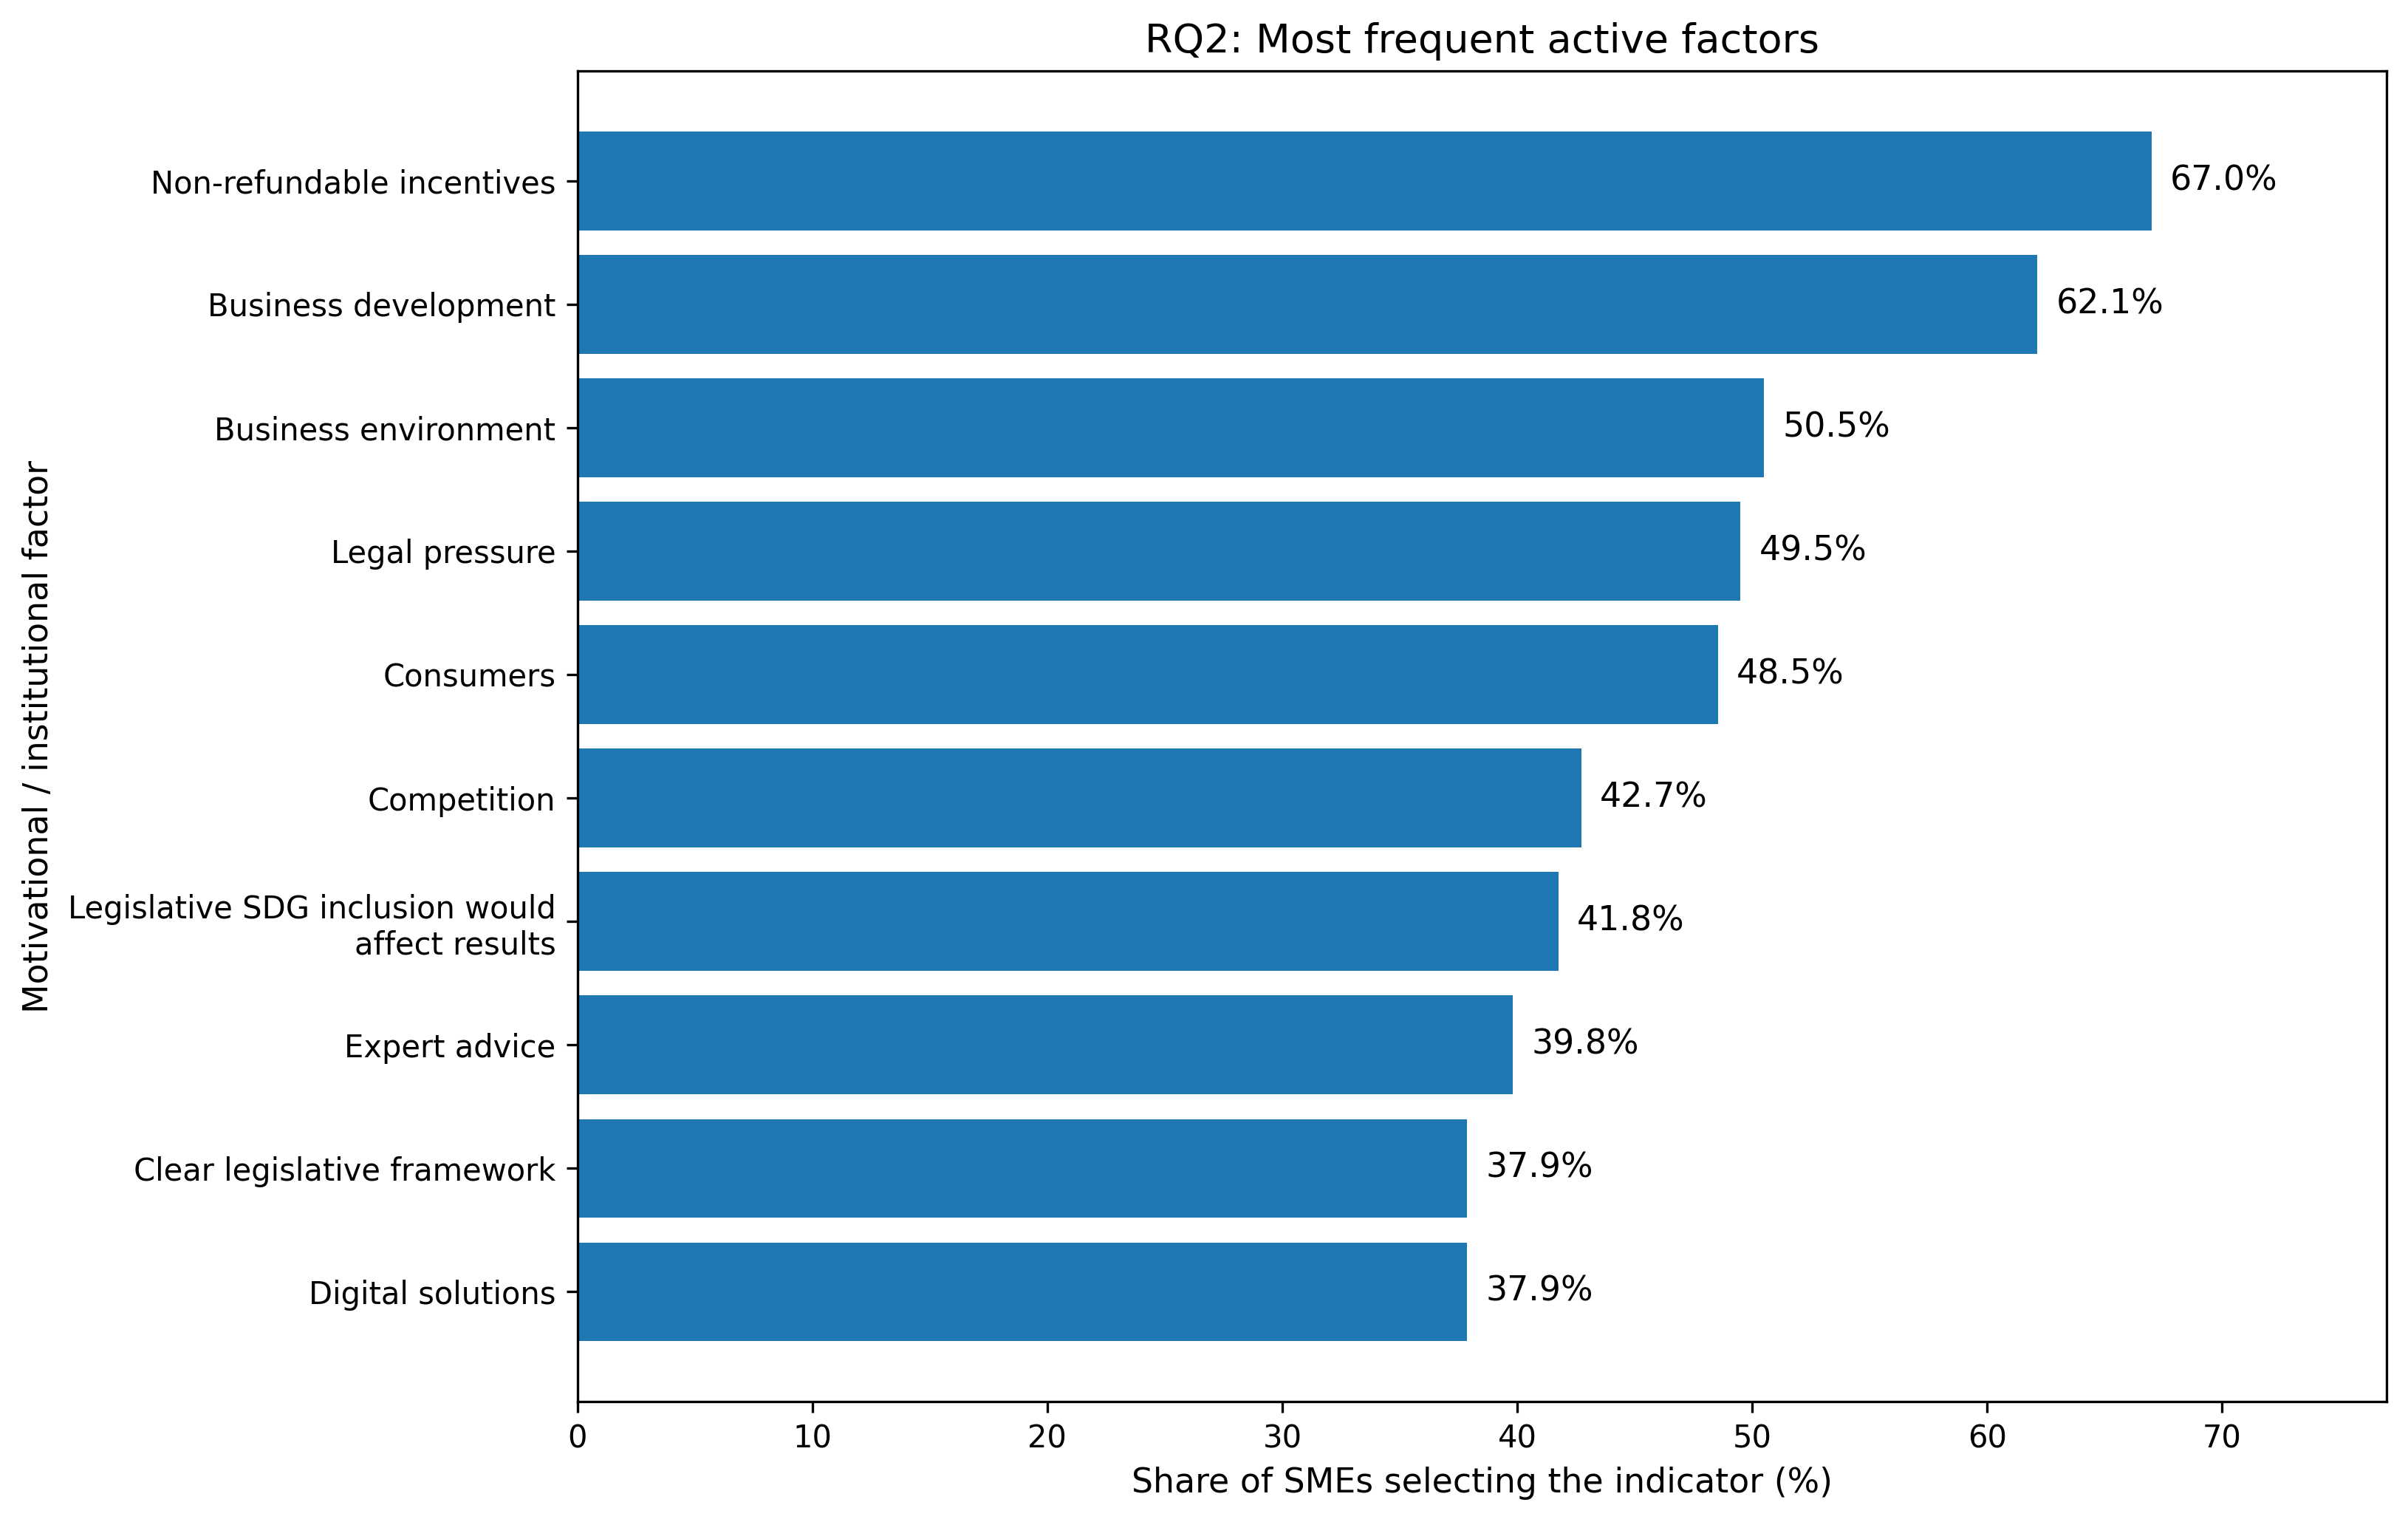 RQ2: Most frequent active factors
Motivational / institutional factor
Non-refundable incentives
67.0%
Business development
62.1%
Business environment
50.5%
Legal pressure
49.5%
Consumers
48.5%
Competition
42.7%
Legislative SDG inclusion would
affect results
41.8%
Expert advice
39.8%
Clear legislative framework
37.9%
Digital solutions
37.9%
0 10 20 30 40 50 60 70
Share of SMEs selecting the indicator (%)